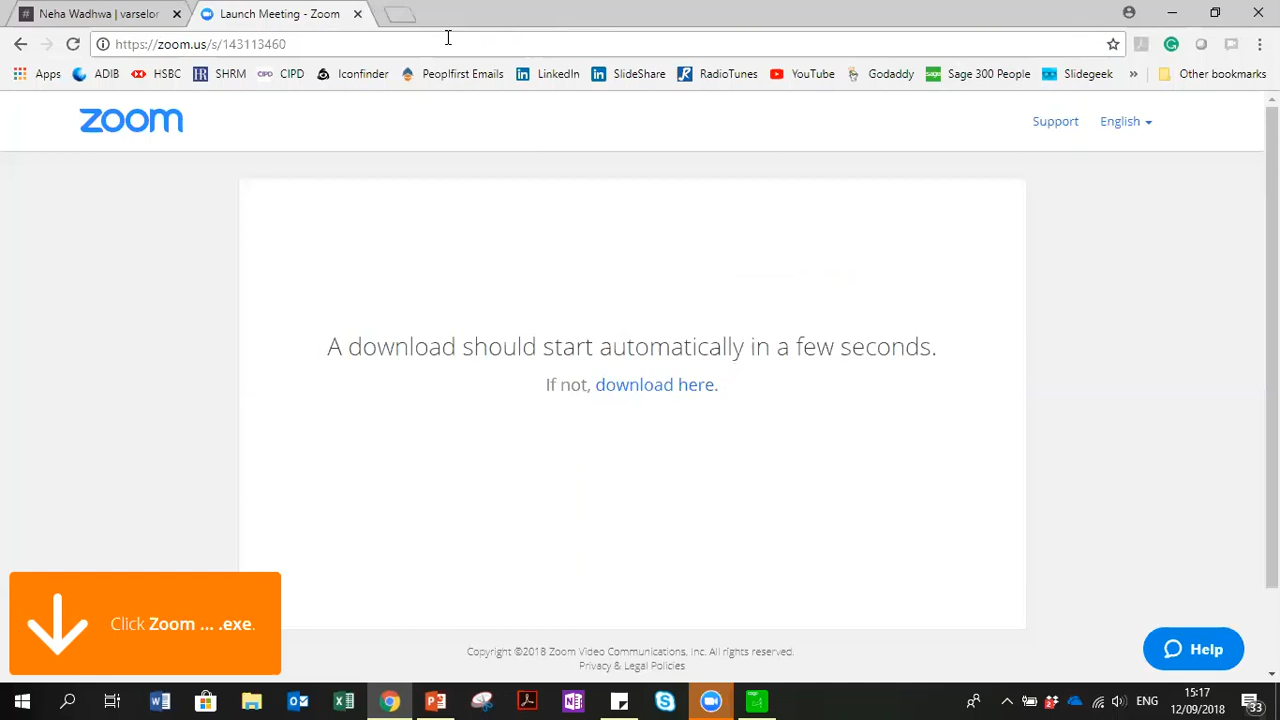 Neha Wadhwa | varselor
Launch Meeting - Zoom
https://zoom.us/s/143113460
Apps ADIB HSBC SHRM CIPD Iconfinder Peoplfirst Emails LinkedIn SlideShare RadioTunes YouTube Godaddy Sage 300 People Slidegeek » Other bookmarks
zoom
Support English
A download should start automatically in a few seconds.
If not, download here.
Click Zoom ... .exe.
Copyright ©2018 Zoom Video Communications, Inc. All rights reserved.
Privacy & Legal Policies
Help
ENG
15:17
12/09/2018
33